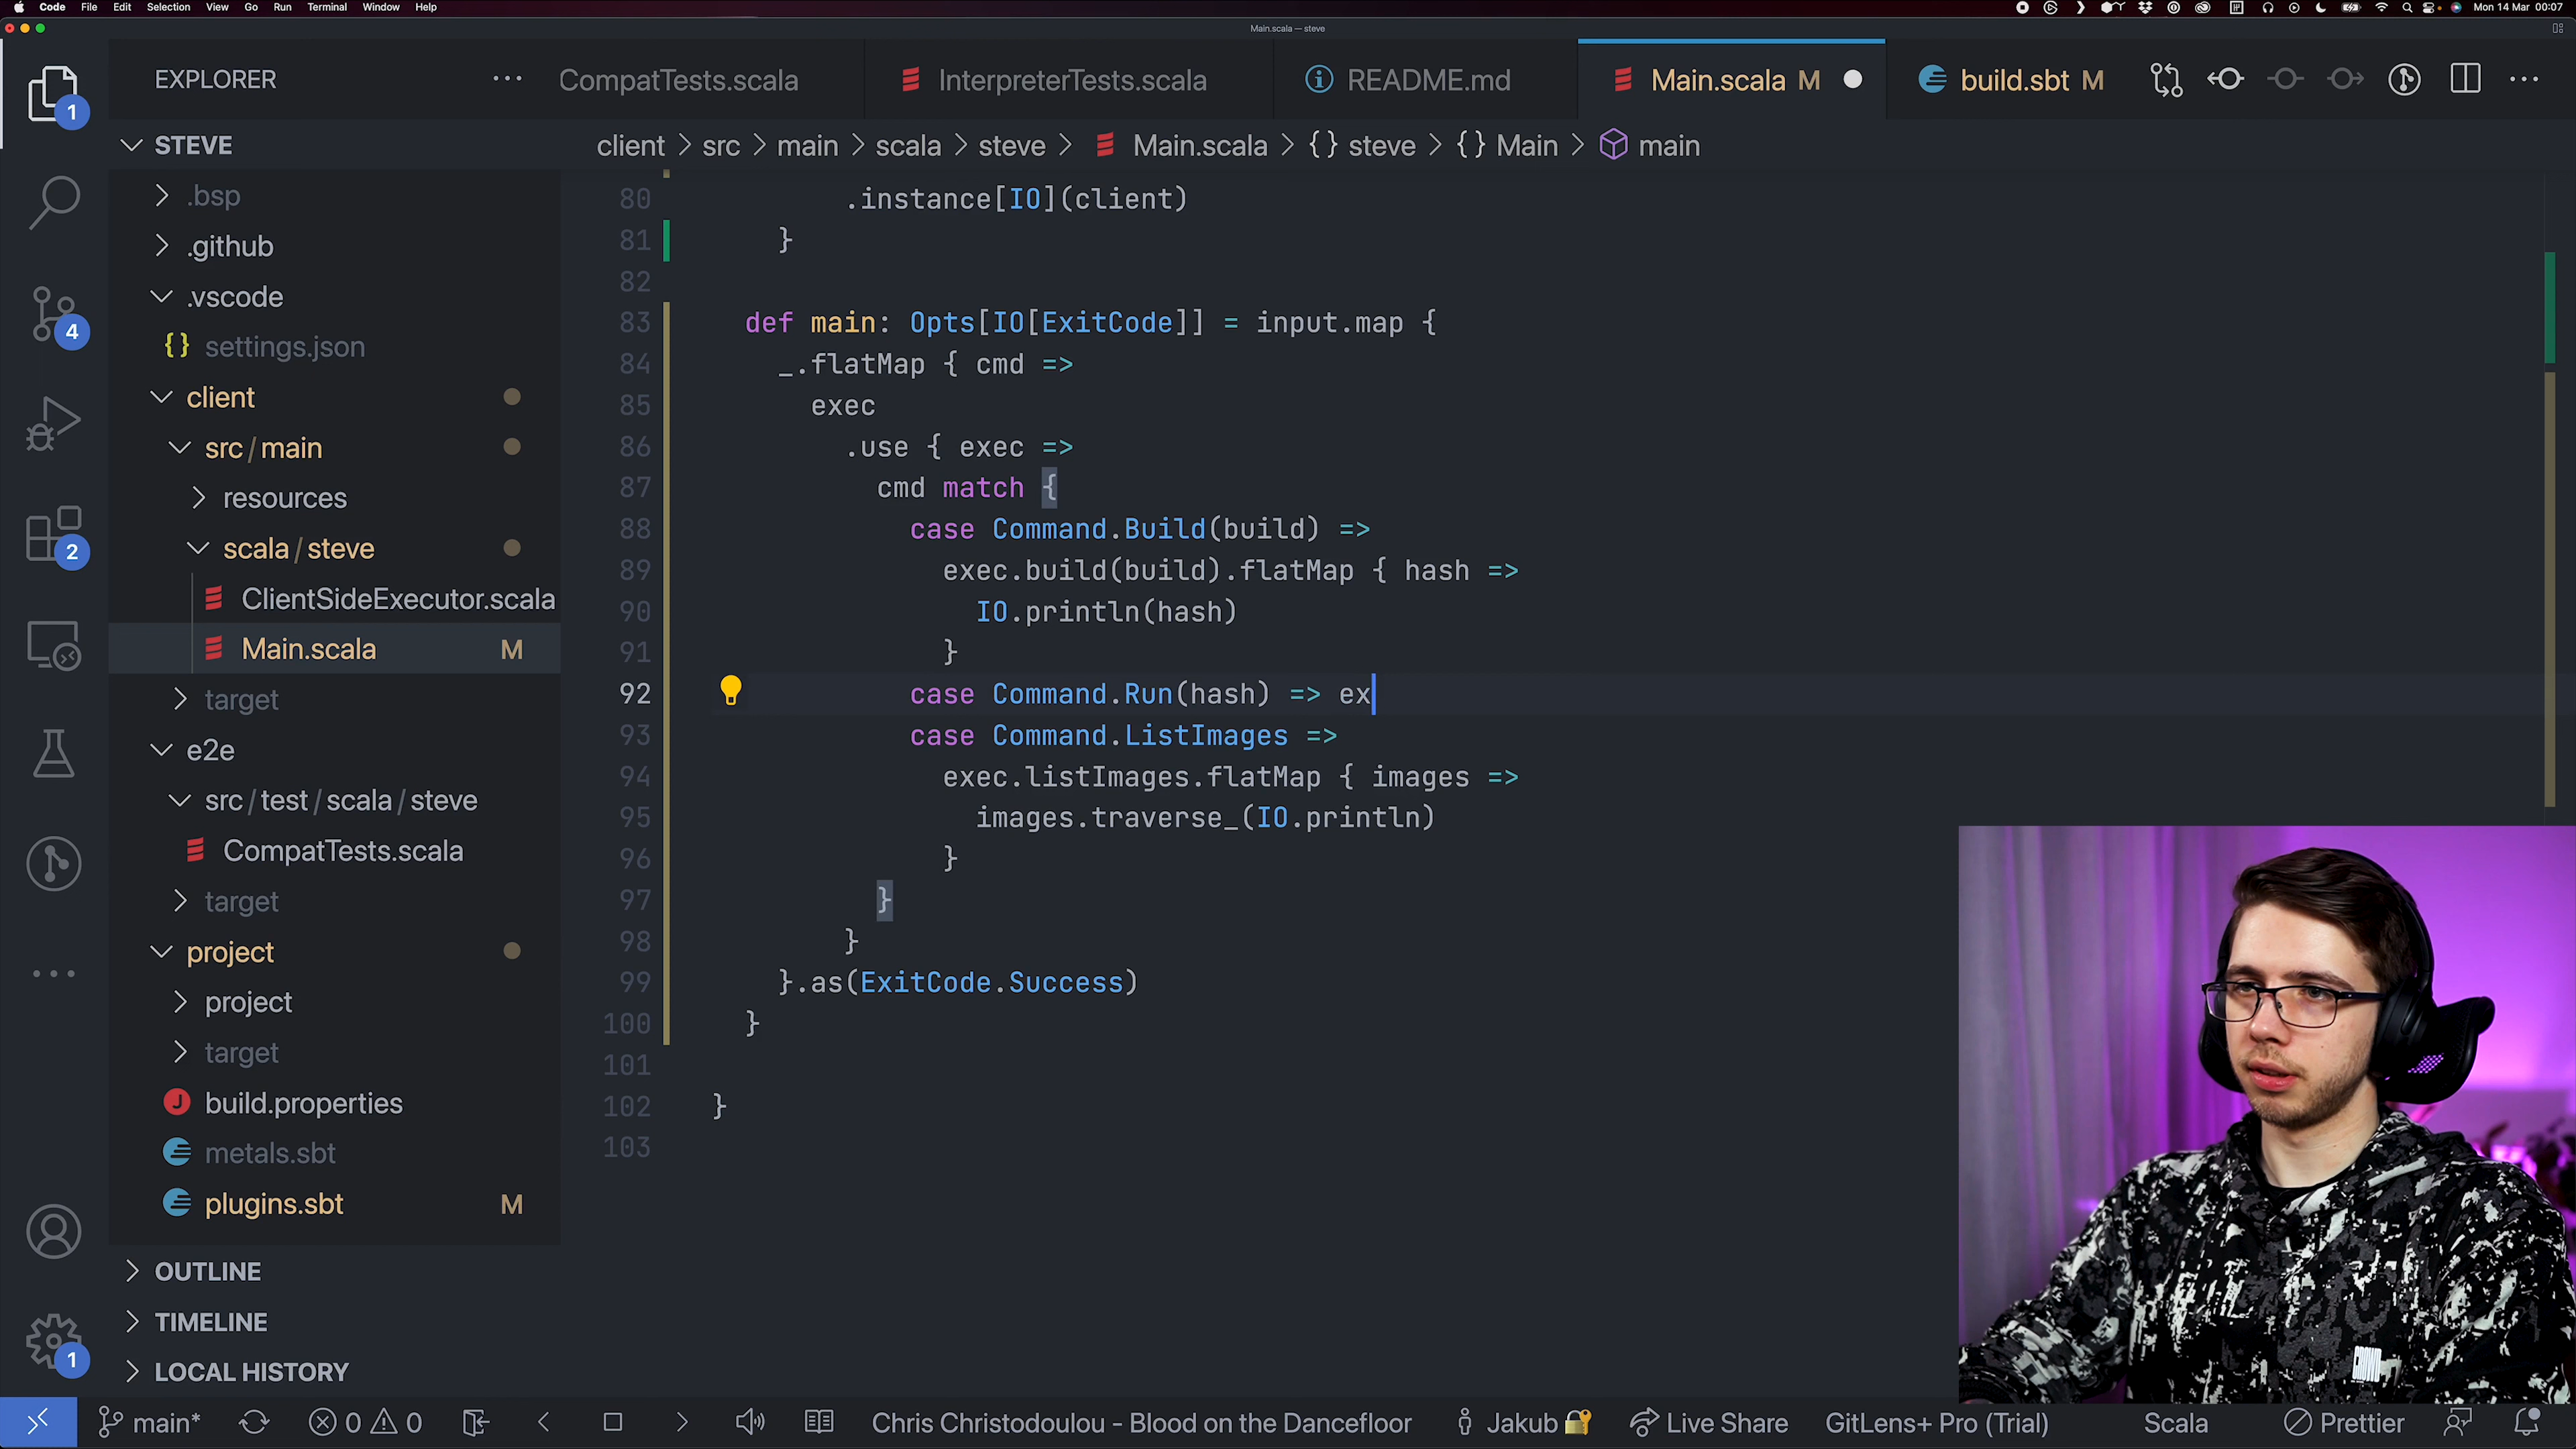 Code File Edit Selection View Go Run Terminal Main Window Help
Mon 14 Mar 00:07
Main.scala — steve
EXPLORER
CompatTests.scala
InterpreterTests.scala
README.md
Main.scala M
build.sbt M
client > src > main > scala > steve > Main.scala > {} steve > {} Main > main
STEVE
.bsp
.github
.vscode
{} settings.json
client
src/main
resources
scala/steve
ClientSideExecutor.scala
Main.scala M
target
e2e
src/test/scala/steve
CompatTests.scala
target
project
project
target
build.properties
metals.sbt
plugins.sbt M
OUTLINE
TIMELINE
LOCAL HISTORY
1
4
2
1
80 .instance[IO](client)
81 }
82
83 def main: Opts[IO[ExitCode]] = input.map {
84 _.flatMap { cmd =>
85 exec
86 .use { exec =>
87 cmd match {
88 case Command.Build(build) =>
89 exec.build(build).flatMap { hash =>
90 IO.println(hash)
91 }
92 case Command.Run(hash) => ex
93 case Command.ListImages =>
94 exec.listImages.flatMap { images =>
95 images.traverse_(IO.println)
96 }
97 }
98 }
99 }.as(ExitCode.Success)
100 }
101
102 }
103
main* 0 0 Chris Christodoulou - Blood on the Dancefloor Jakub Live Share GitLens+ Pro (Trial) Scala Prettier